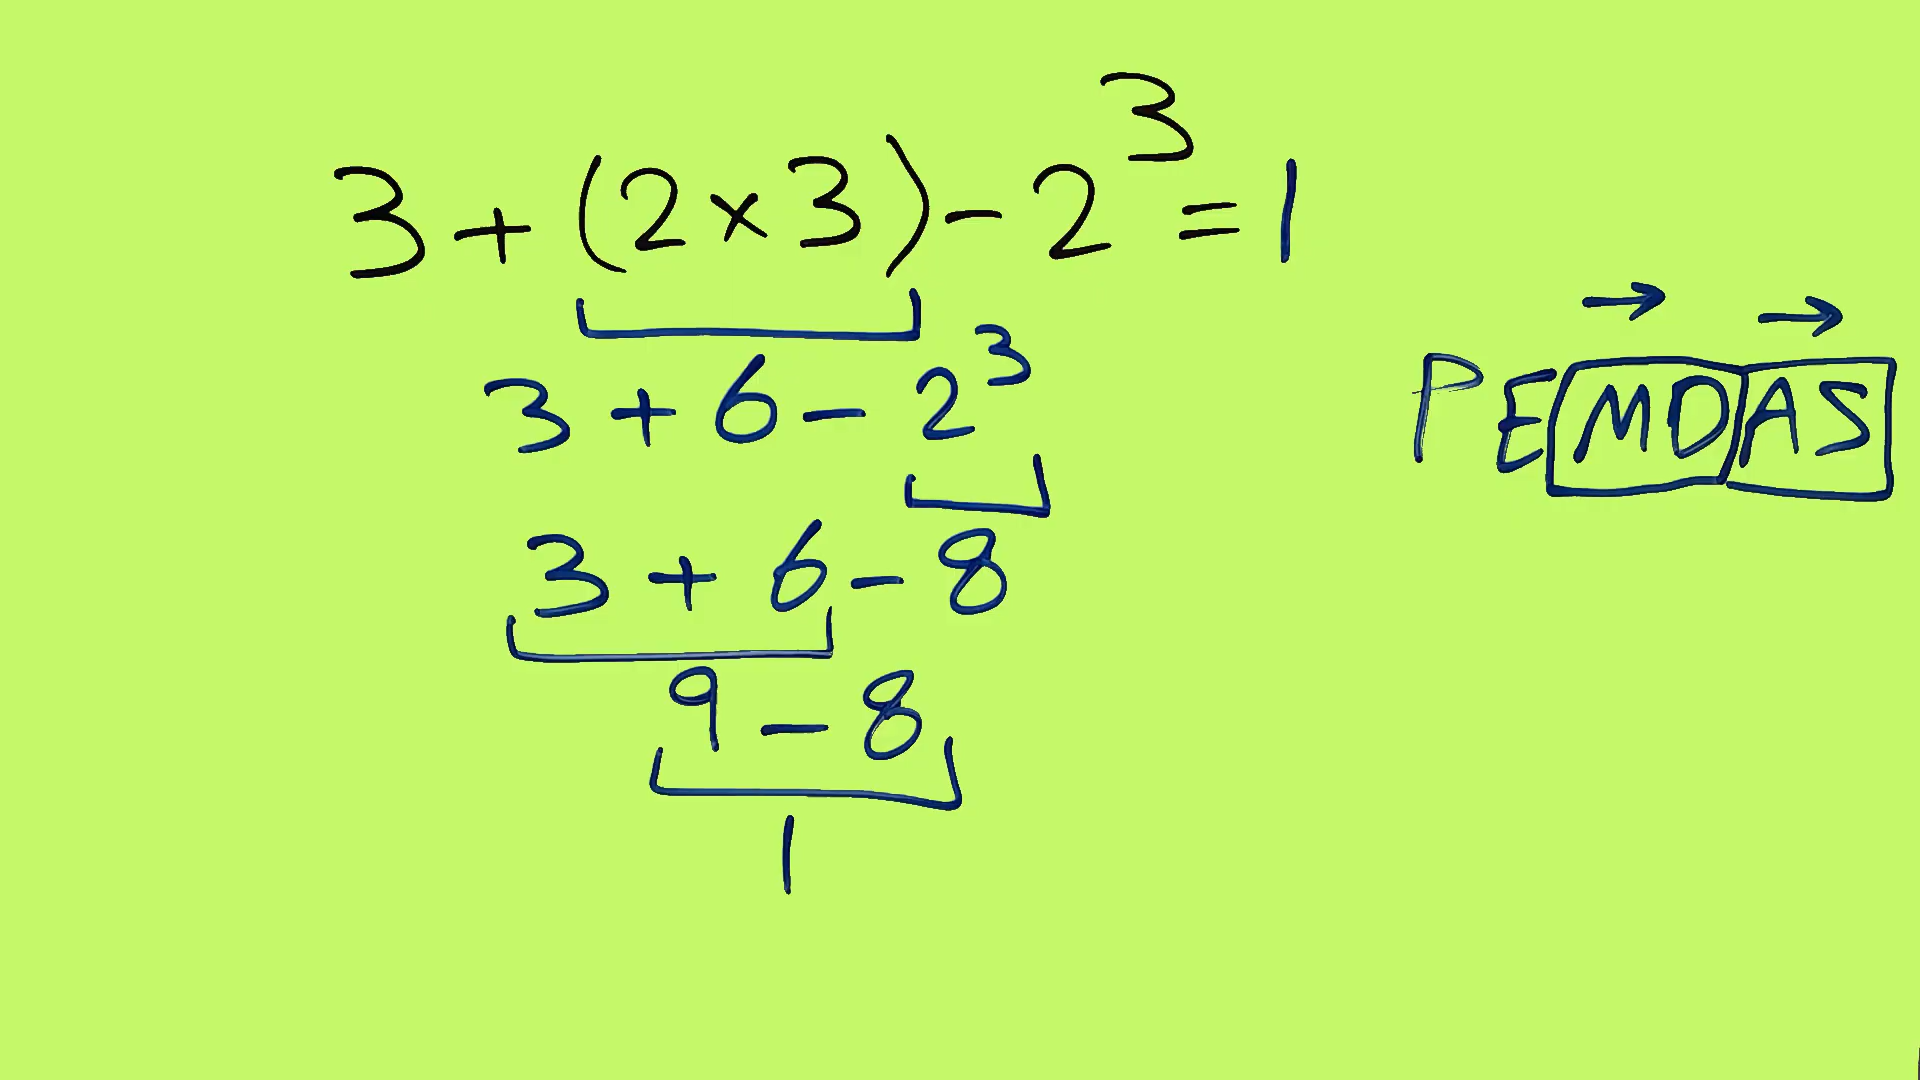 3 + (2 × 3) - 2³ = 1
3 + 6 - 2³
→ →
PEMDAS
3 + 6 - 8
9 - 8
1